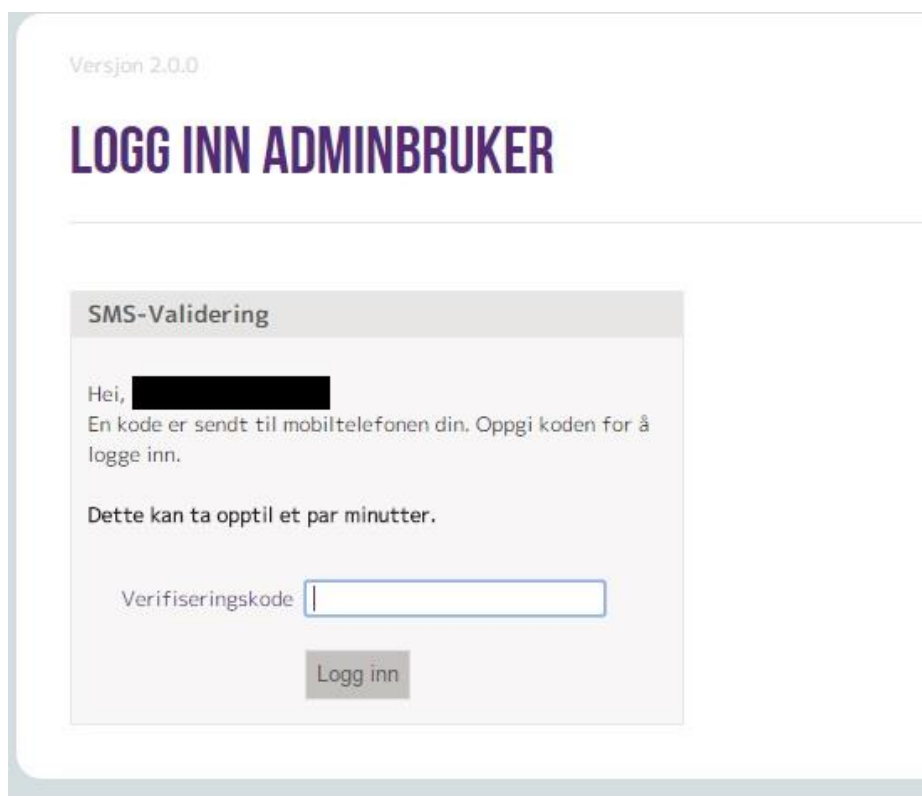 Versjon 2.0.0
LOGG INN ADMINBRUKER
SMS-Validering
Hei,
En kode er sendt til mobiltelefonen din. Oppgi koden for å
logge inn.
Dette kan ta opptil et par minutter.
Verifiseringskode
Logg inn